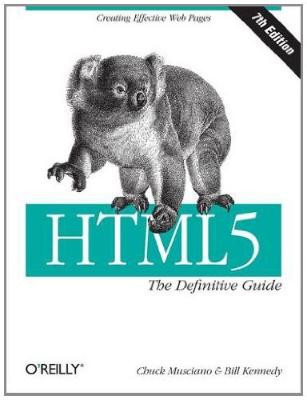 Creating Effective Web Pages
7th Edition
HTML5
The Definitive Guide
O'REILLY®
Chuck Musciano & Bill Kennedy